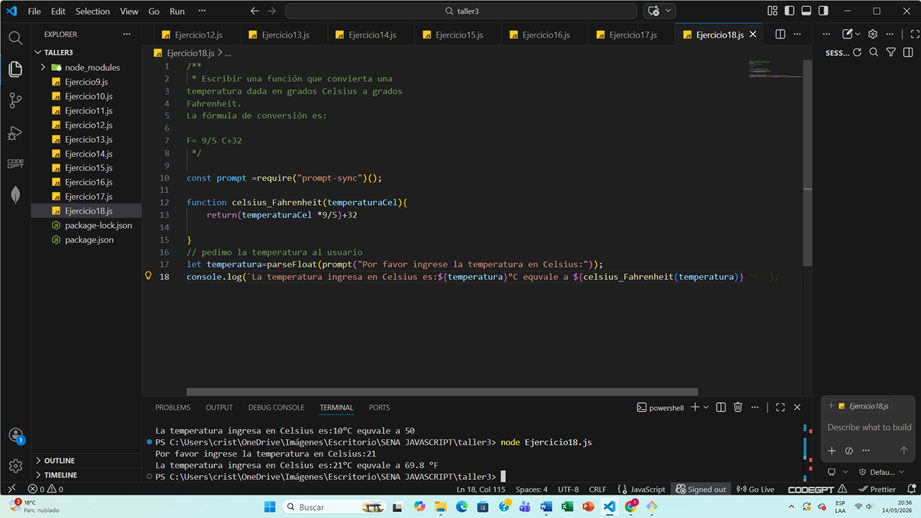 File Edit Selection View Go Run ...
taller3
EXPLORER ...
TALLER3
node_modules
Ejercicio9.js
Ejercicio10.js
Ejercicio11.js
Ejercicio12.js
Ejercicio13.js
Ejercicio14.js
Ejercicio15.js
Ejercicio16.js
Ejercicio17.js
Ejercicio18.js
package-lock.json
package.json
OUTLINE
TIMELINE
Ejercicio12.js Ejercicio13.js Ejercicio14.js Ejercicio15.js Ejercicio16.js Ejercicio17.js Ejercicio18.js
Ejercicio18.js > ...
1 /**
2 * Escribir una función que convierta una
3 temperatura dada en grados Celsius a grados
4 Fahrenheit.
5 La fórmula de conversión es:
6
7 F= 9/5 C+32
8 */
9
10 const prompt =require("prompt-sync")();
11
12 function celsius_Fahrenheit(temperaturaCel){
13 return(temperaturaCel *9/5)+32
14
15 }
16 // pedimo la temperatura al usuario
17 let temperatura=parseFloat(prompt("Por favor ingrese la temperatura en Celsius:"));
18 console.log(`La temperatura ingresa en Celsius es:${temperatura}°C equvale a ${celsius_Fahrenheit(temperatura)}
PROBLEMS OUTPUT DEBUG CONSOLE TERMINAL PORTS
powershell
La temperatura ingresa en Celsius es:10°C equvale a 50
PS C:\Users\crist\OneDrive\Imágenes\Escritorio\SENA JAVASCRIPT\taller3> node Ejercicio18.js
Por favor ingrese la temperatura en Celsius:21
La temperatura ingresa en Celsius es:21°C equvale a 69.8 °F
PS C:\Users\crist\OneDrive\Imágenes\Escritorio\SENA JAVASCRIPT\taller3>
SESS...
Ejercicio18.js
Describe what to build
Defau...
0 0 Ln 18, Col 115 Spaces: 4 UTF-8 CRLF JavaScript Signed out Go Live CODEGPT Prettier
18°C
Parc. nublado
Buscar
ESP
LAA
20:36
14/03/2026